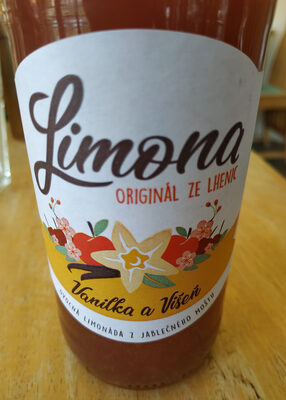 Limona
ORIGINÁL ZE LHENIC
Vanilka a Višeň
OVOCNÁ LIMONÁDA Z JABLEČNÉHO MOŠTU